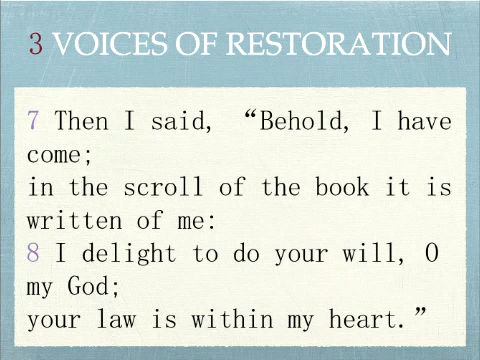 3 VOICES OF RESTORATION
7 Then I said, “Behold, I have
come;
in the scroll of the book it is
written of me:
8 I delight to do your will, O
my God;
your law is within my heart.”